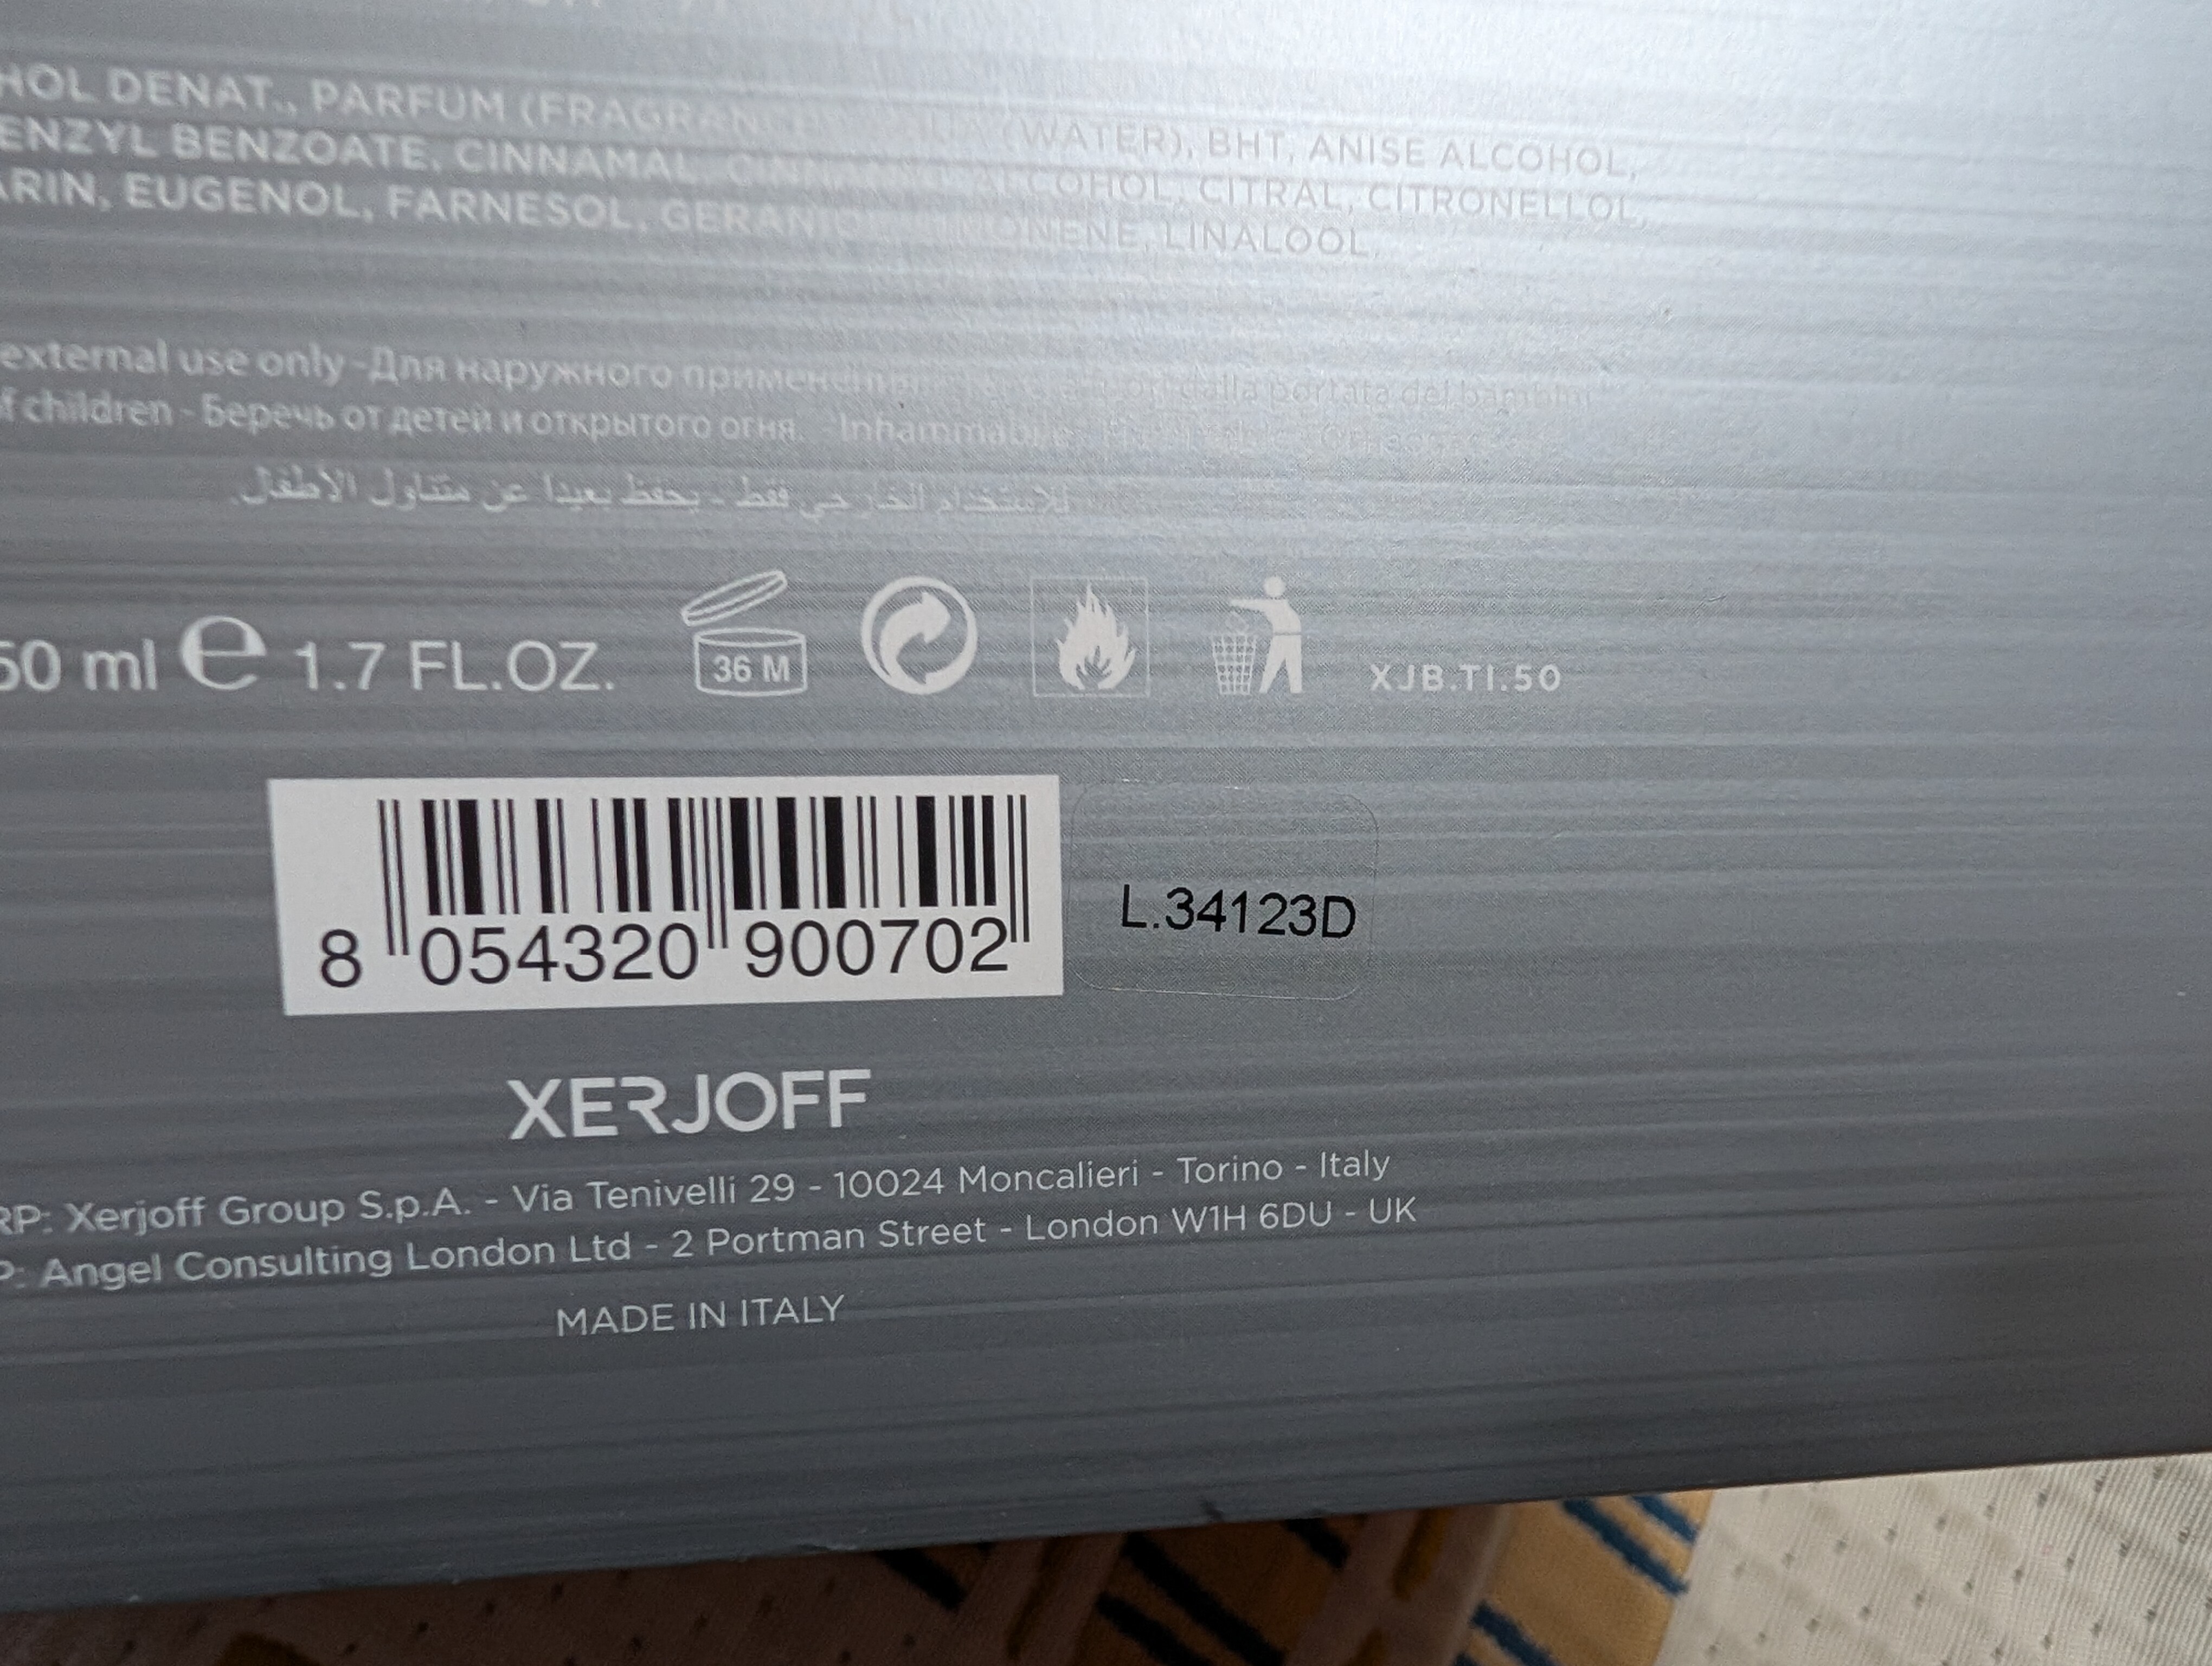 HOL DENAT., PARFUM (FRAGRAN (WATER), BHT, ANISE ALCOHOL,
ENZYL BENZOATE, CINNAMAL, ALCOHOL, CITRAL, CITRONELLOL,
ARIN, EUGENOL, FARNESOL, GERANIO LIMONENE, LINALOOL,
external use only - Для наружного dalla portata dei bambini
of children - Беречь от детей и открытого огня. -
للاستخدام الخارجي فقط - يحفظ بعيدا عن متناول الأطفال.
50 ml e 1.7 FL.OZ.
36 M
XJB.TI.50
8 054320 900702
L.34123D
XERJOFF
RP: Xerjoff Group S.p.A. - Via Tenivelli 29 - 10024 Moncalieri - Torino - Italy
P: Angel Consulting London Ltd - 2 Portman Street - London W1H 6DU - UK
MADE IN ITALY